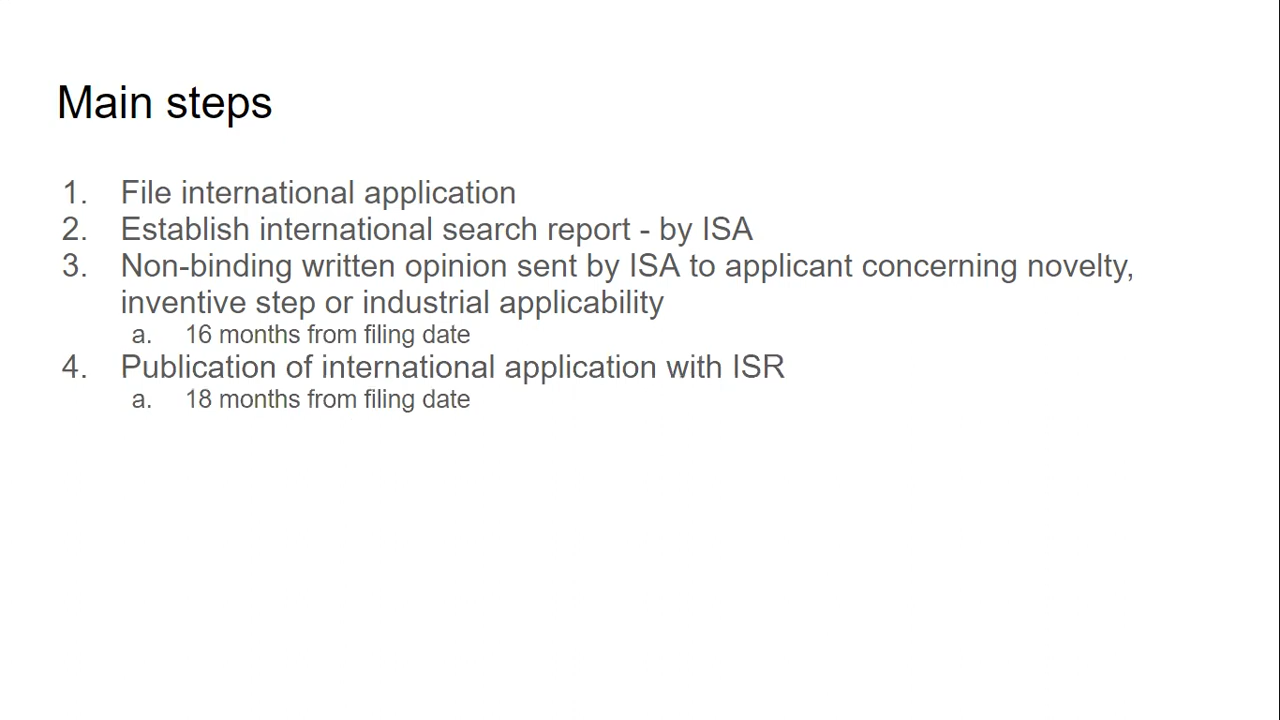 Main steps
1. File international application
2. Establish international search report - by ISA
3. Non-binding written opinion sent by ISA to applicant concerning novelty,
inventive step or industrial applicability
a. 16 months from filing date
4. Publication of international application with ISR
a. 18 months from filing date